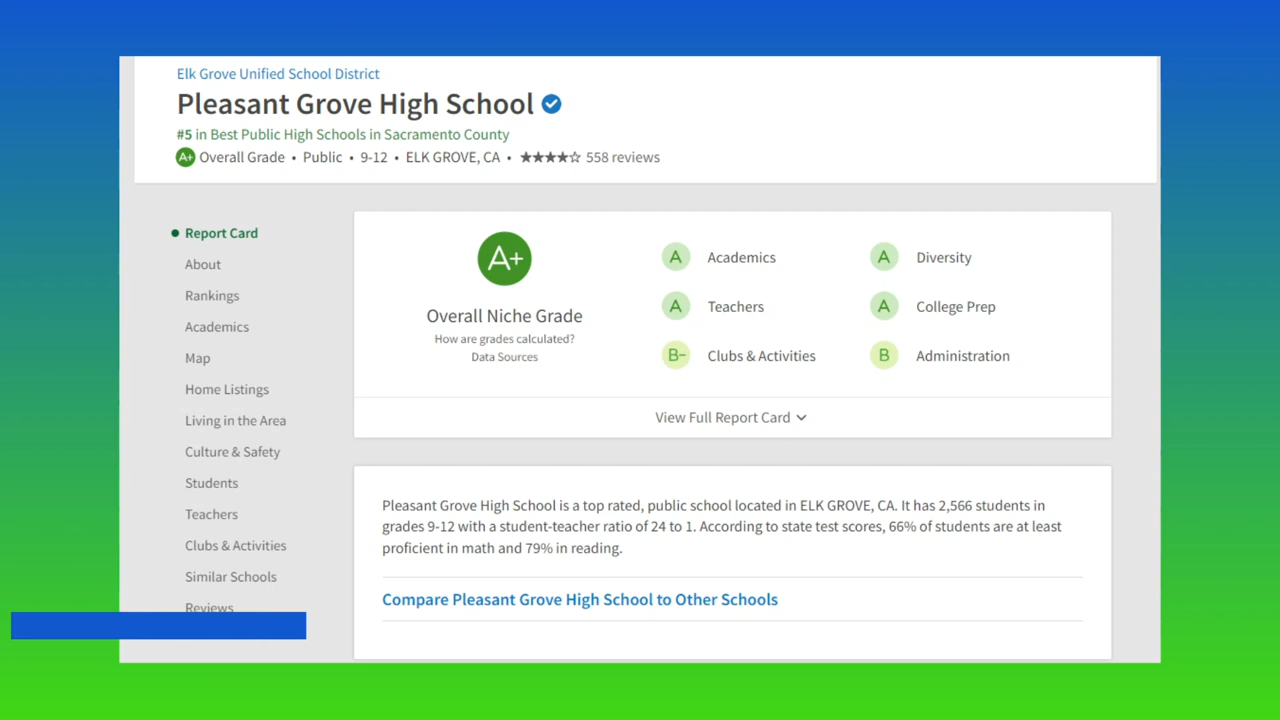 Elk Grove Unified School District
Pleasant Grove High School
#5 in Best Public High Schools in Sacramento County
A+ Overall Grade • Public • 9-12 • ELK GROVE, CA • ★★★★☆ 558 reviews
Report Card
About
Rankings
Academics
Map
Home Listings
Living in the Area
Culture & Safety
Students
Teachers
Clubs & Activities
Similar Schools
Reviews
A+
Overall Niche Grade
How are grades calculated?
Data Sources
A Academics
A Diversity
A Teachers
A College Prep
B- Clubs & Activities
B Administration
View Full Report Card
Pleasant Grove High School is a top rated, public school located in ELK GROVE, CA. It has 2,566 students in
grades 9-12 with a student-teacher ratio of 24 to 1. According to state test scores, 66% of students are at least
proficient in math and 79% in reading.
Compare Pleasant Grove High School to Other Schools